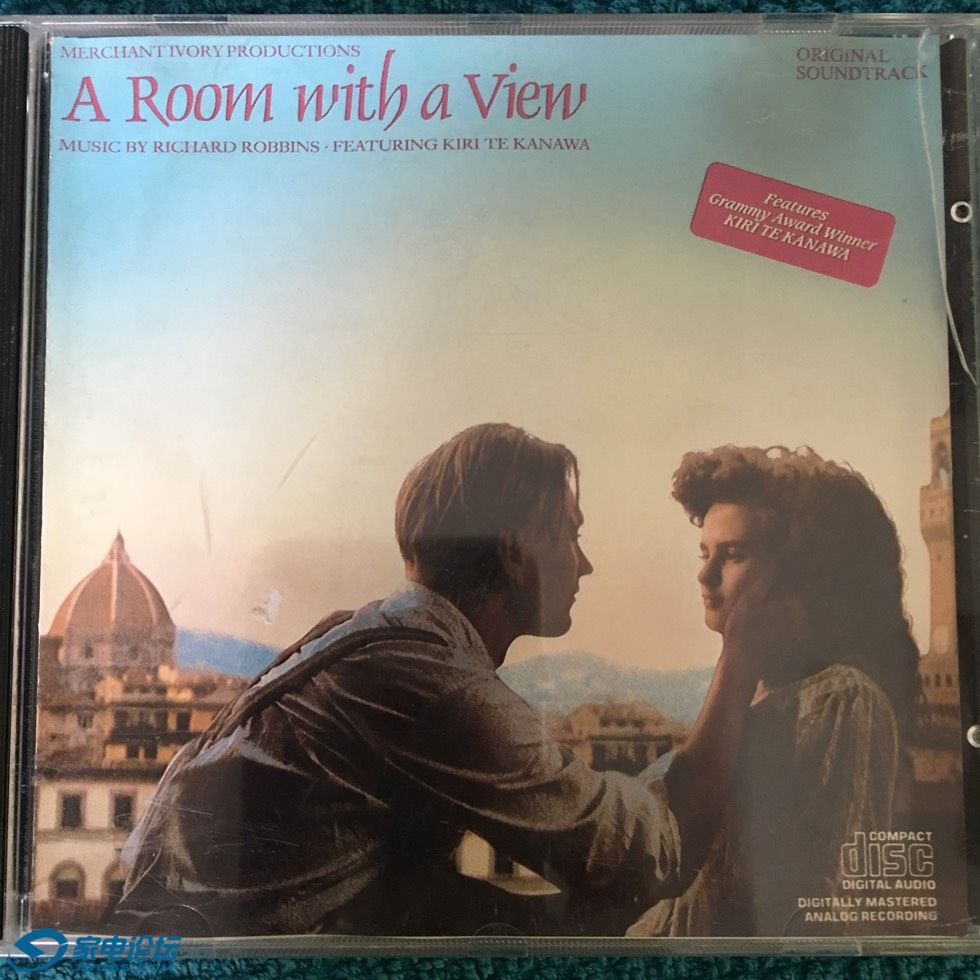 MERCHANT IVORY PRODUCTIONS
A Room with a View
MUSIC BY RICHARD ROBBINS · FEATURING KIRI TE KANAWA
ORIGINAL
SOUNDTRACK
Features
Grammy Award Winner
KIRI TE KANAWA
COMPACT
disc
DIGITAL AUDIO
DIGITALLY MASTERED
ANALOG RECORDING
家电论坛